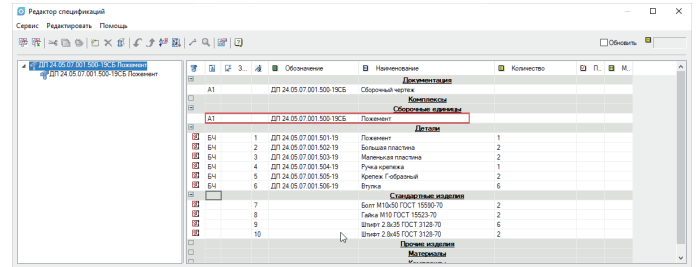 Редактор спецификаций
Сервис Редактировать Помощь
Обновить
ДП 24.05.07.001.500-19СБ Ложемент
ДП 24.05.07.001.500-19СБ Ложемент
З... Обозначение Наименование Количество П.. М..
Документация
А1 ДП 24.05.07.001.500-19СБ Сборочный чертеж
Комплексы
Сборочные единицы
А1 ДП 24.05.07.001.500-19СБ Ложемент
Детали
БЧ 1 ДП 24.05.07.001.501-19 Ложемент 1
БЧ 2 ДП 24.05.07.001.502-19 Большая пластина 2
БЧ 3 ДП 24.05.07.001.503-19 Маленькая пластина 2
БЧ 4 ДП 24.05.07.001.504-19 Ручка крепежа 1
БЧ 5 ДП 24.05.07.001.505-19 Крепеж Г-образный 2
БЧ 6 ДП 24.05.07.001.506-19 Втулка 6
Стандартные изделия
7 Болт М10х50 ГОСТ 15590-70 2
8 Гайка М10 ГОСТ 15523-70 2
9 Штифт 2.8х35 ГОСТ 3128-70 6
10 Штифт 2.8х45 ГОСТ 3128-70 2
Прочие изделия
Материалы
Комплекты